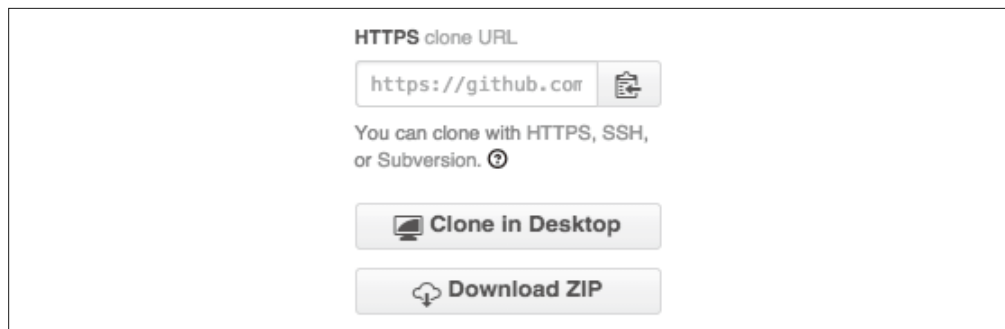 HTTPS clone URL
https://github.com
You can clone with HTTPS, SSH,
or Subversion.
Clone in Desktop
Download ZIP